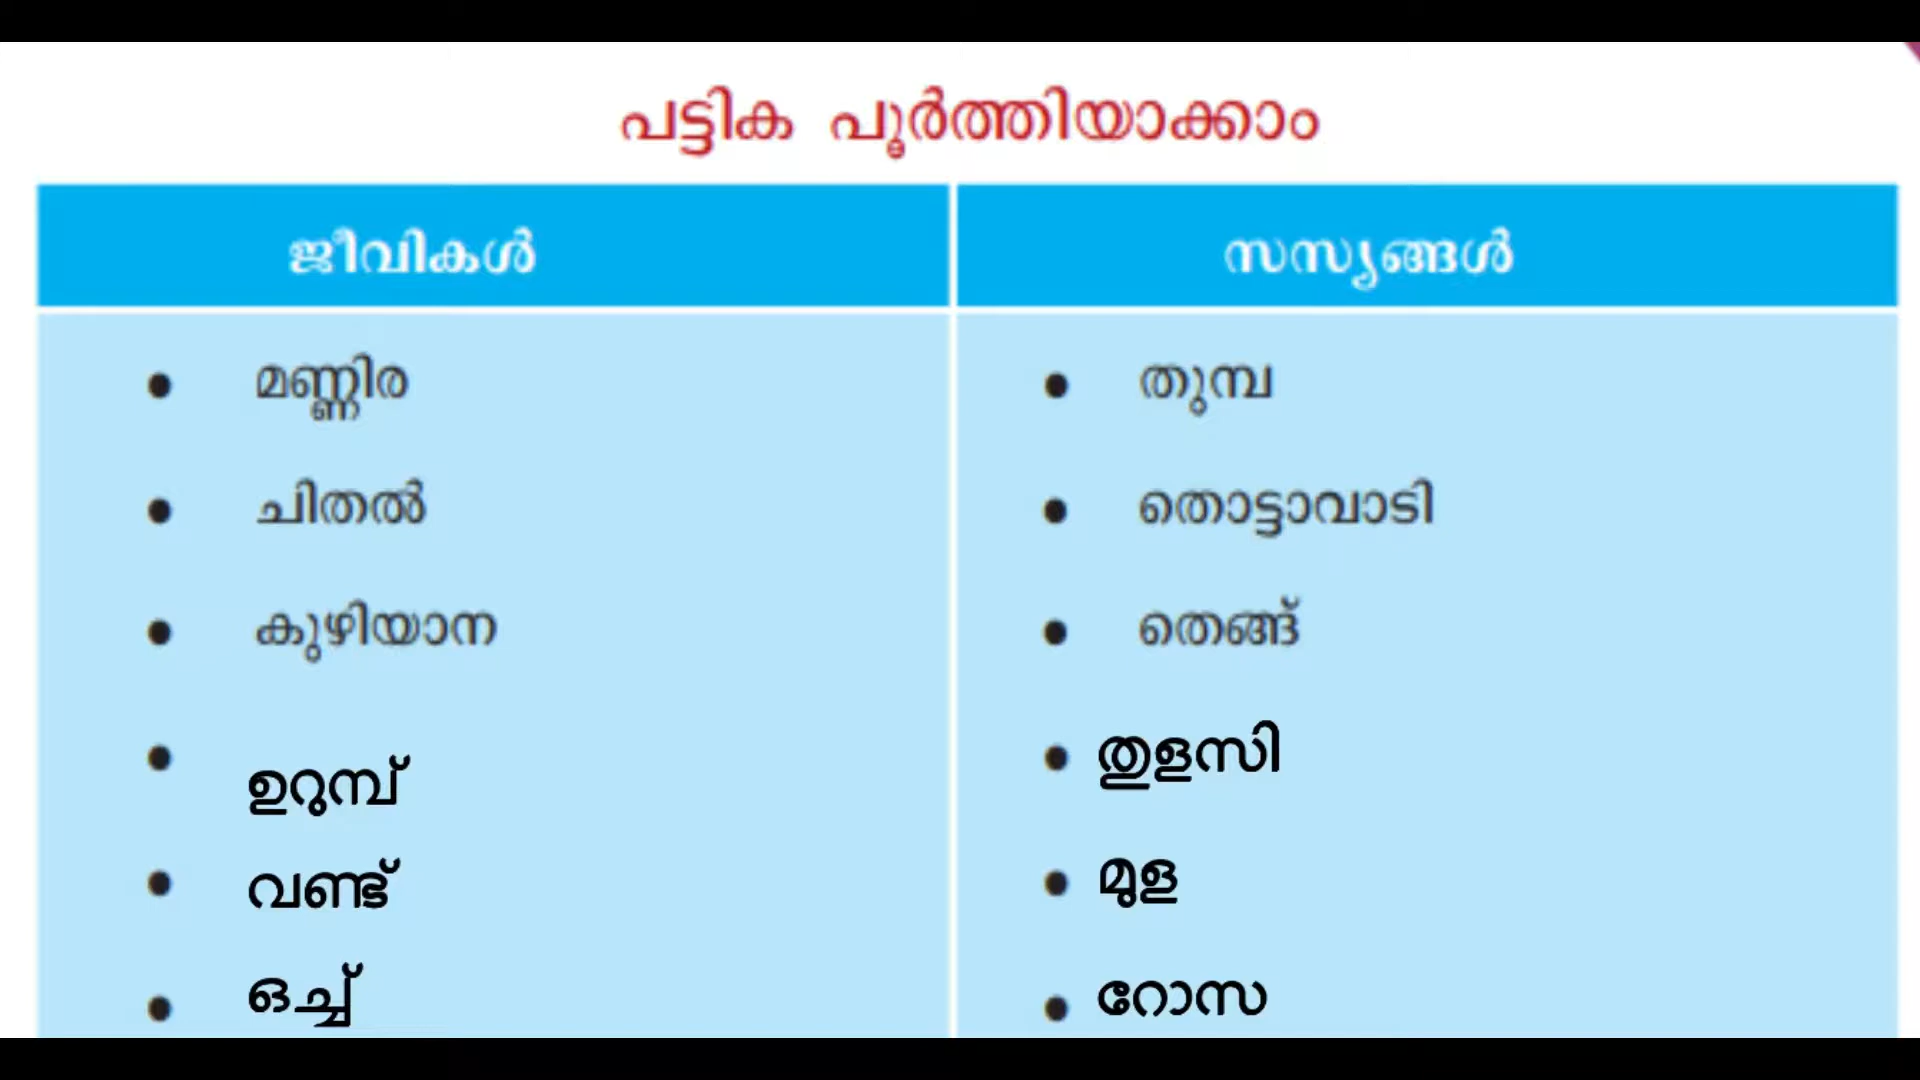 പട്ടിക പൂർത്തിയാക്കാം
ജീവികൾ സസ്യങ്ങൾ
• മണ്ണിര • തുമ്പ
• ചിതൽ • തൊട്ടാവാടി
• കുഴിയാന • തെങ്ങ്
• ഉറുമ്പ് • തുളസി
• വണ്ട് • മുള
• ഒച്ച് • റോസ